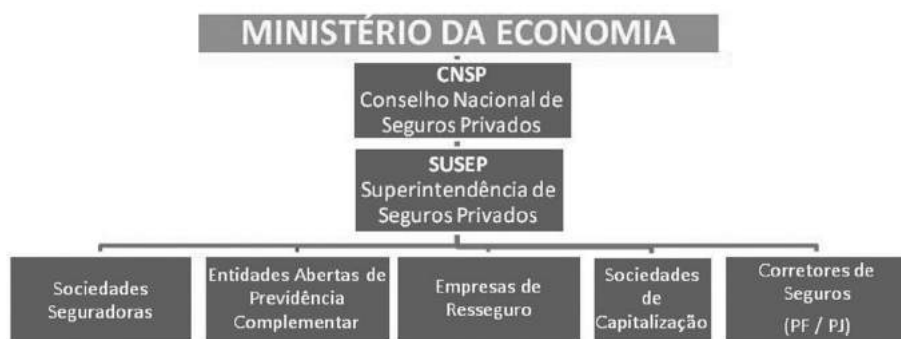 MINISTÉRIO DA ECONOMIA
CNSP
Conselho Nacional de
Seguros Privados
SUSEP
Superintendência de
Seguros Privados
Sociedades
Seguradoras
Entidades Abertas de
Previdência
Complementar
Empresas de
Resseguro
Sociedades
de
Capitalização
Corretores de
Seguros
(PF / PJ)